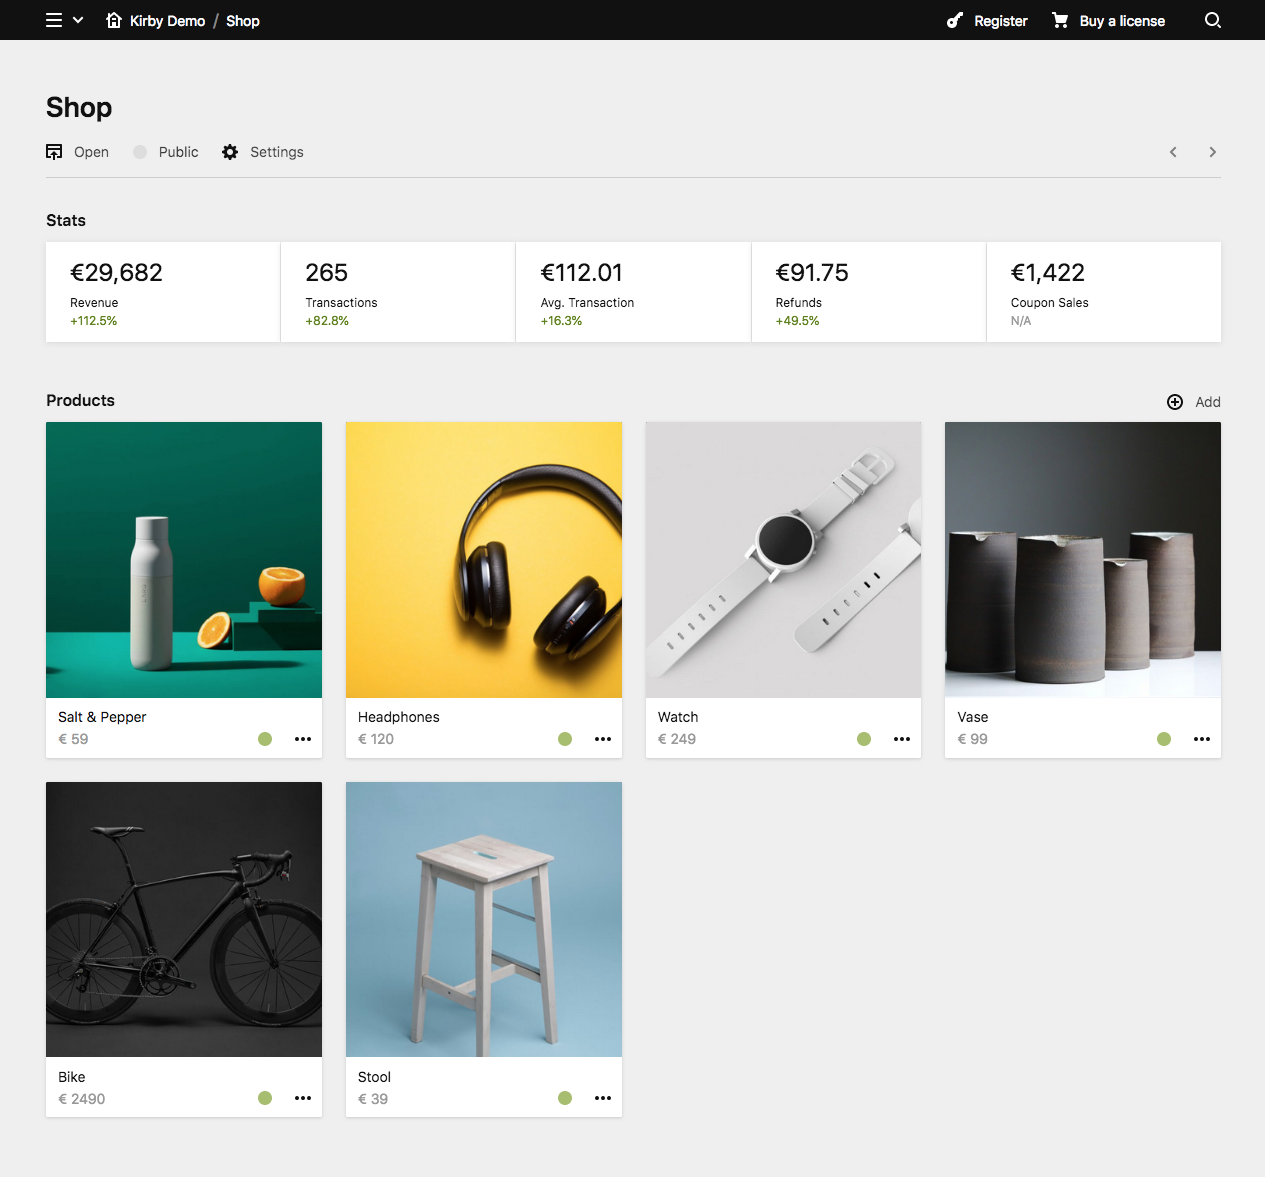 Kirby Demo / Shop
Register
Buy a license
Shop
Open
Public
Settings
Stats
€29,682
Revenue
+112.5%
265
Transactions
+82.8%
€112.01
Avg. Transaction
+16.3%
€91.75
Refunds
+49.5%
€1,422
Coupon Sales
N/A
Products
Add
Salt & Pepper
€ 59
Headphones
€ 120
Watch
€ 249
Vase
€ 99
Bike
€ 2490
Stool
€ 39